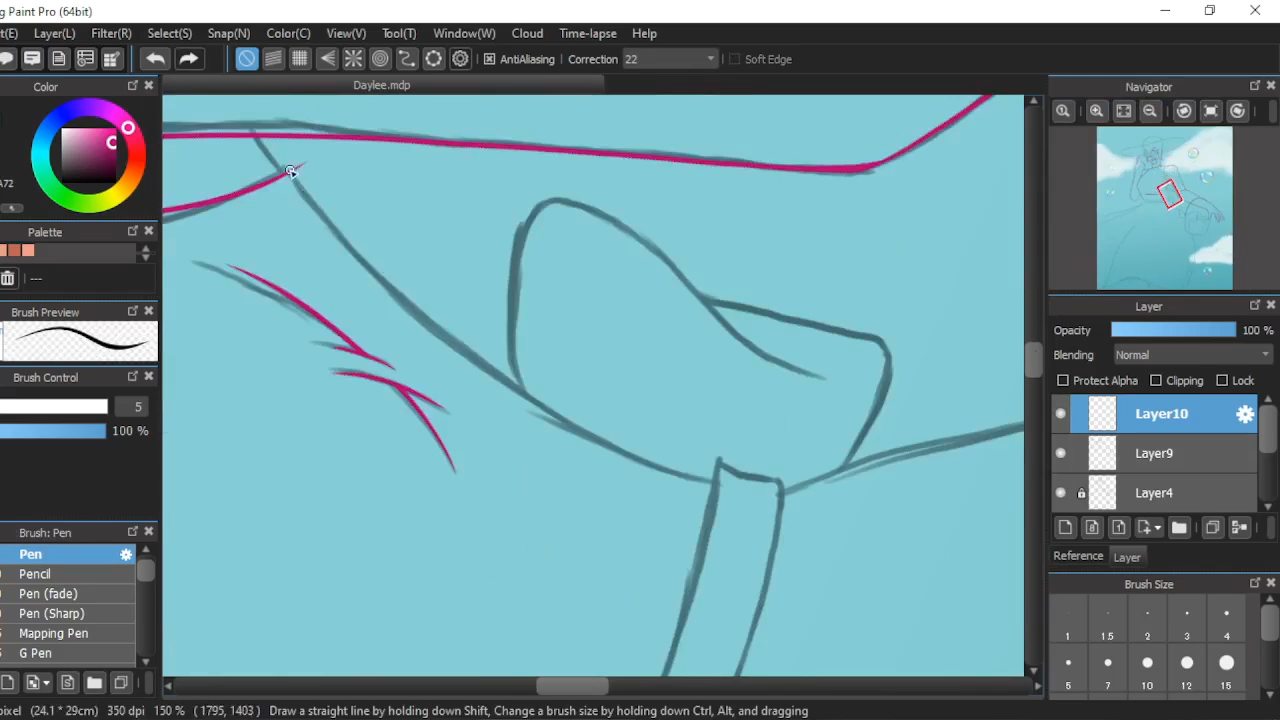 g Paint Pro (64bit)
t(E) Layer(L) Filter(R) Select(S) Snap(N) Color(C) View(V) Tool(T) Window(W) Cloud Time-lapse Help
AntiAliasing Correction 22 Soft Edge
Color
Daylee.mdp
Navigator
A72
Palette
---
Brush Preview
Layer
Opacity 100 %
Blending Normal
Brush Control
Protect Alpha Clipping Lock
5
100 %
Layer10
Layer9
Layer4
Brush: Pen
Pen
Pencil
Pen (fade)
Pen (Sharp)
Mapping Pen
G Pen
Reference Layer
Brush Size
1 1.5 2 3 4
5 7 10 12 15
pixel (24.1 * 29cm) 350 dpi 150 % ( 1795, 1403 ) Draw a straight line by holding down Shift, Change a brush size by holding down Ctrl, Alt, and dragging